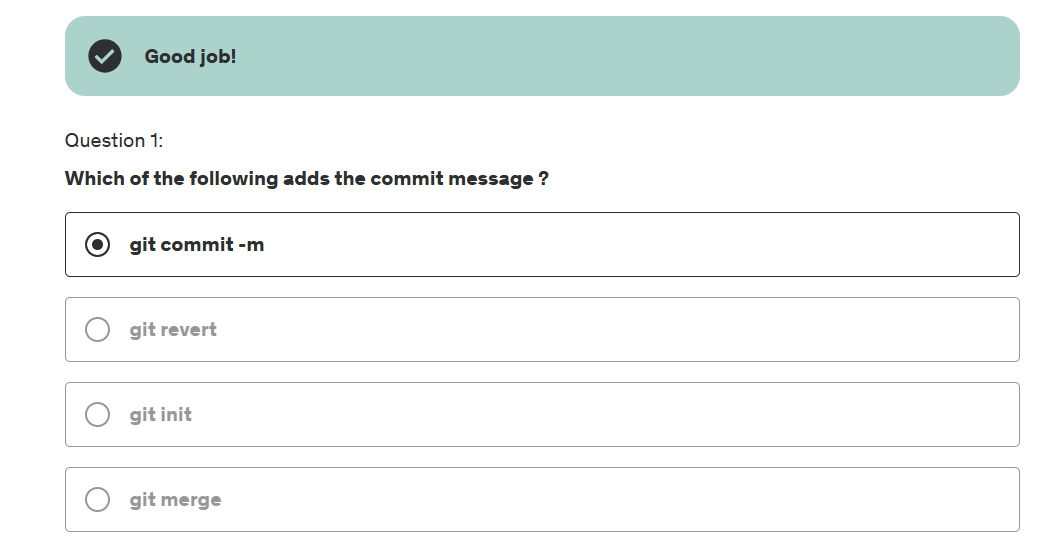 Good job!
Question 1:
Which of the following adds the commit message ?
git commit -m
git revert
git init
git merge